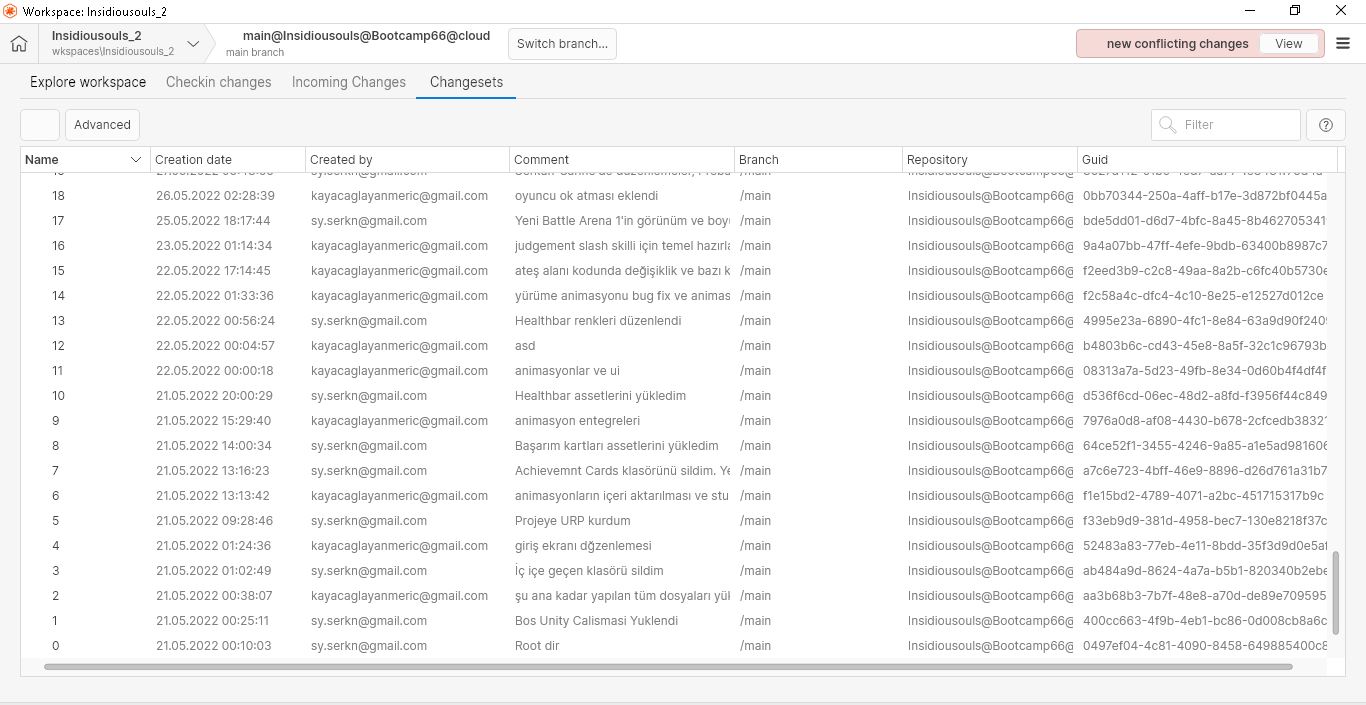 Workspace: Insidiousouls_2
Insidiousouls_2
wkspaces\Insidiousouls_2
main@Insidiousouls@Bootcamp66@cloud
main branch
Switch branch...
new conflicting changes View
Explore workspace Checkin changes Incoming Changes Changesets
Advanced Filter
Name Creation date Created by Comment Branch Repository Guid
18 26.05.2022 02:28:39 kayacaglayanmeric@gmail.com oyuncu ok atması eklendi /main Insidiousouls@Bootcamp66@ 0bb70344-250a-4aff-b17e-3d872bf0445a
17 25.05.2022 18:17:44 sy.serkn@gmail.com Yeni Battle Arena 1'in görünüm ve boy /main Insidiousouls@Bootcamp66@ bde5dd01-d6d7-4bfc-8a45-8b462705341
16 23.05.2022 01:14:34 kayacaglayanmeric@gmail.com judgement slash skilli için temel hazırl /main Insidiousouls@Bootcamp66@ 9a4a07bb-47ff-4efe-9bdb-63400b8987c7
15 22.05.2022 17:14:45 kayacaglayanmeric@gmail.com ateş alanı kodunda değişiklik ve bazı k /main Insidiousouls@Bootcamp66@ f2eed3b9-c2c8-49aa-8a2b-c6fc40b5730e
14 22.05.2022 01:33:36 kayacaglayanmeric@gmail.com yürüme animasyonu bug fix ve animas /main Insidiousouls@Bootcamp66@ f2c58a4c-dfc4-4c10-8e25-e12527d012ce
13 22.05.2022 00:56:24 sy.serkn@gmail.com Healthbar renkleri düzenlendi /main Insidiousouls@Bootcamp66@ 4995e23a-6890-4fc1-8e84-63a9d90f2409
12 22.05.2022 00:04:57 kayacaglayanmeric@gmail.com asd /main Insidiousouls@Bootcamp66@ b4803b6c-cd43-45e8-8a5f-32c1c96793b
11 22.05.2022 00:00:18 kayacaglayanmeric@gmail.com animasyonlar ve ui /main Insidiousouls@Bootcamp66@ 08313a7a-5d23-49fb-8e34-0d60b4f4df4f
10 21.05.2022 20:00:29 sy.serkn@gmail.com Healthbar assetlerini yükledim /main Insidiousouls@Bootcamp66@ d536f6cd-06ec-48d2-a8fd-f3956f44c849
9 21.05.2022 15:29:40 kayacaglayanmeric@gmail.com animasyon entegreleri /main Insidiousouls@Bootcamp66@ 7976a0d8-af08-4430-b678-2cfcedb38321
8 21.05.2022 14:00:34 sy.serkn@gmail.com Başarım kartları assetlerini yükledim /main Insidiousouls@Bootcamp66@ 64ce52f1-3455-4246-9a85-a1e5ad981606
7 21.05.2022 13:16:23 sy.serkn@gmail.com Achievemnt Cards klasörünü sildim. Ye /main Insidiousouls@Bootcamp66@ a7c6e723-4bff-46e9-8896-d26d761a31b7
6 21.05.2022 13:13:42 kayacaglayanmeric@gmail.com animasyonların içeri aktarılması ve stu /main Insidiousouls@Bootcamp66@ f1e15bd2-4789-4071-a2bc-451715317b9c
5 21.05.2022 09:28:46 sy.serkn@gmail.com Projeye URP kurdum /main Insidiousouls@Bootcamp66@ f33eb9d9-381d-4958-bec7-130e8218f37c
4 21.05.2022 01:24:36 kayacaglayanmeric@gmail.com giriş ekranı dğzenlemesi /main Insidiousouls@Bootcamp66@ 52483a83-77eb-4e11-8bdd-35f3d9d0e5af
3 21.05.2022 01:02:49 sy.serkn@gmail.com İç içe geçen klasörü sildim /main Insidiousouls@Bootcamp66@ ab484a9d-8624-4a7a-b5b1-820340b2ebe
2 21.05.2022 00:38:07 kayacaglayanmeric@gmail.com şu ana kadar yapılan tüm dosyaları yük /main Insidiousouls@Bootcamp66@ aa3b68b3-7b7f-48e8-a70d-de89e709595
1 21.05.2022 00:25:11 sy.serkn@gmail.com Bos Unity Calismasi Yuklendi /main Insidiousouls@Bootcamp66@ 400cc663-4f9b-4eb1-bc86-0d008cb8a6c
0 21.05.2022 00:10:03 sy.serkn@gmail.com Root dir /main Insidiousouls@Bootcamp66@ 0497ef04-4c81-4090-8458-649885400c8